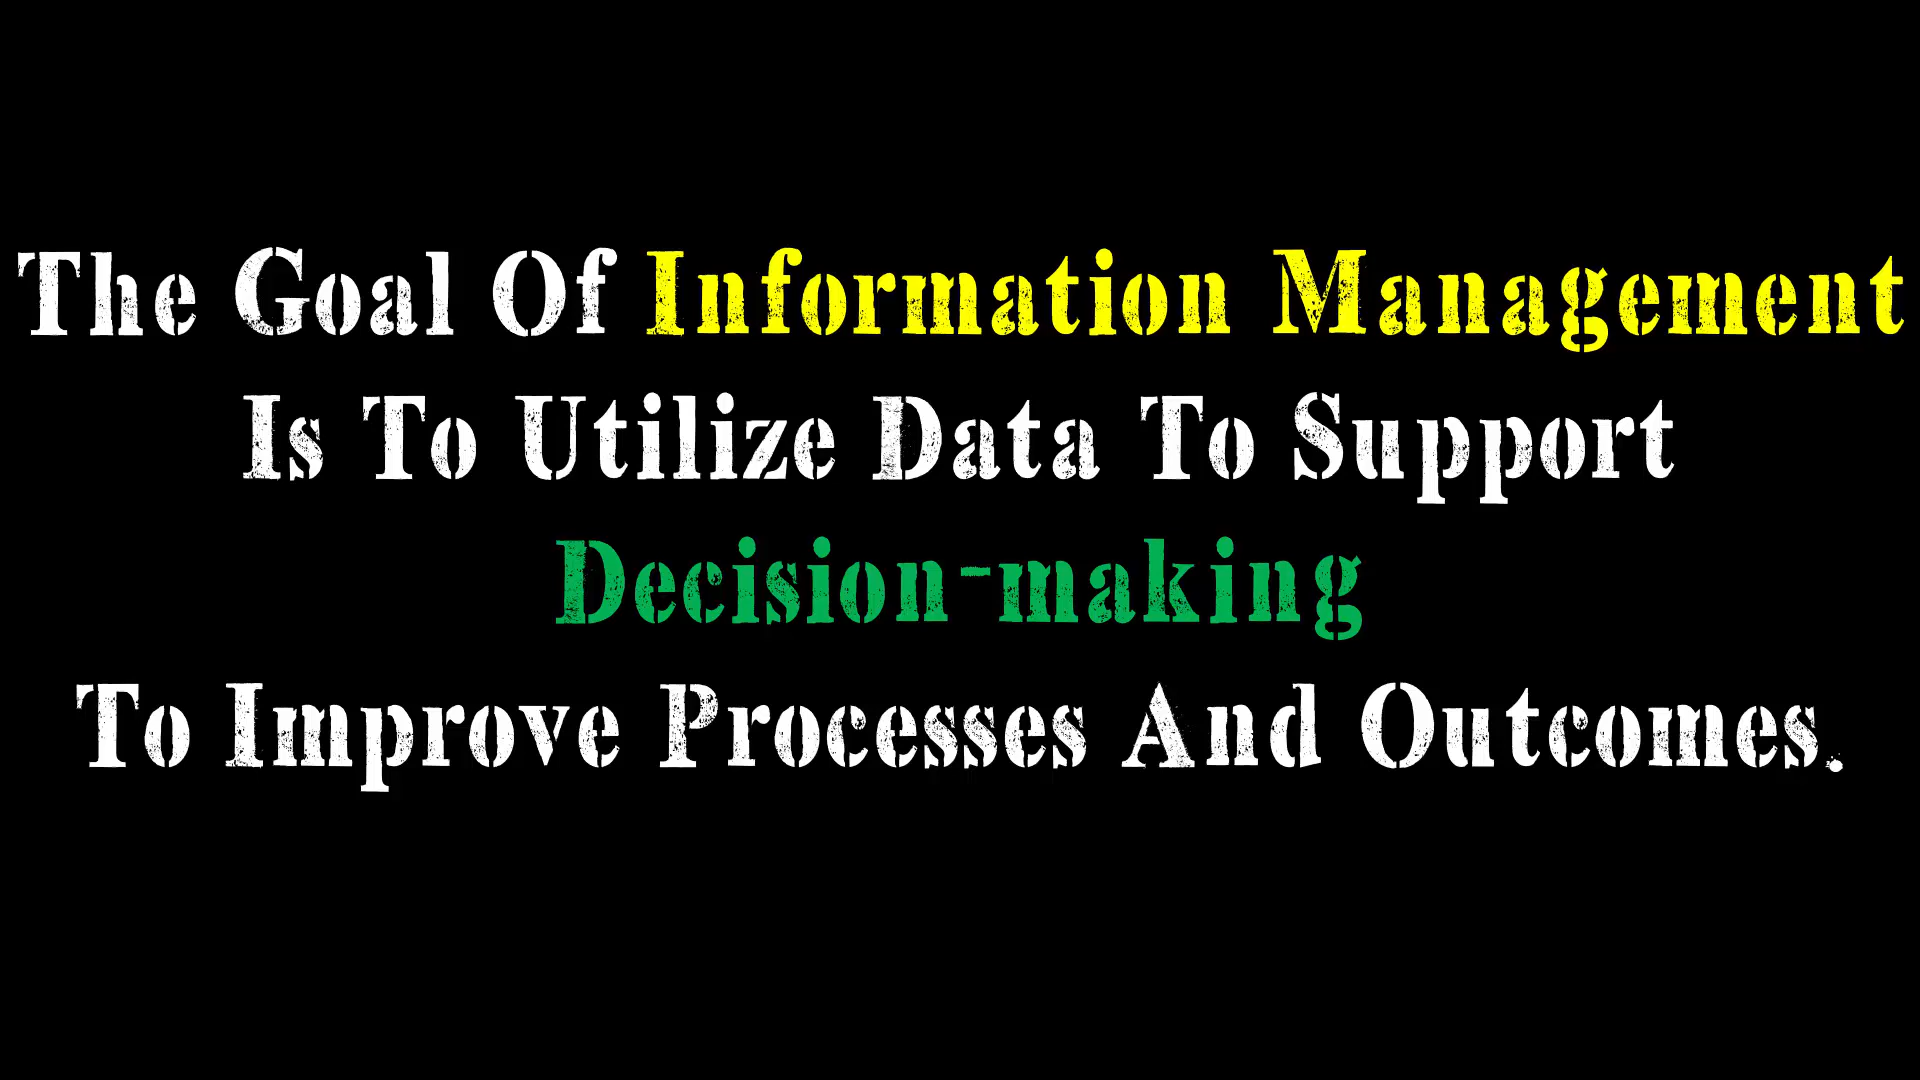 The Goal Of Information Management
Is To Utilize Data To Support
Decision-making
To Improve Processes And Outcomes.